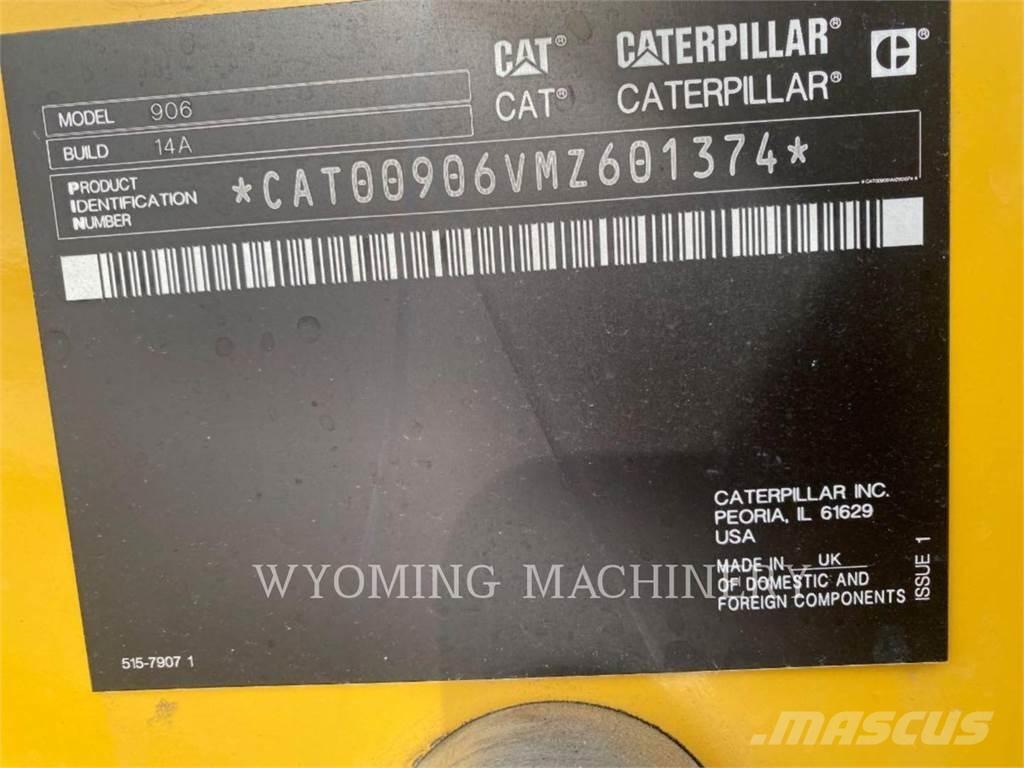 CAT® CATERPILLAR®
CAT® CATERPILLAR®
MODEL 906
BUILD 14A
PRODUCT
IDENTIFICATION
NUMBER
*CAT00906VMZ601374*
CATERPILLAR INC.
PEORIA, IL 61629
USA
MADE IN UK
OF DOMESTIC AND
FOREIGN COMPONENTS
ISSUE 1
515-7907 1
WYOMING MACHINERY
MASCUS